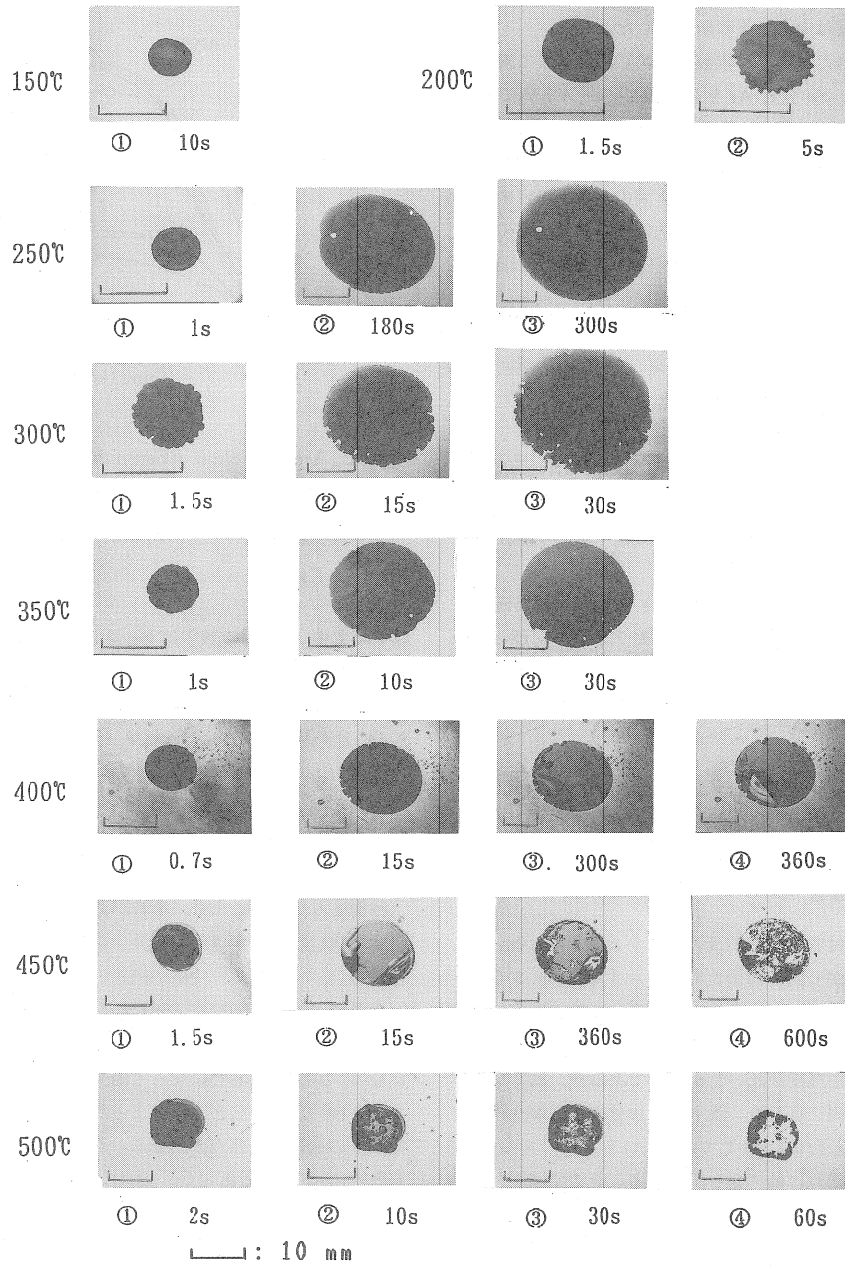 150℃ 200℃
① 10s ① 1.5s ② 5s
250℃
① 1s ② 180s ③ 300s
300℃
① 1.5s ② 15s ③ 30s
350℃
① 1s ② 10s ③ 30s
400℃
① 0.7s ② 15s ③. 300s ④ 360s
450℃
① 1.5s ② 15s ③ 360s ④ 600s
500℃
① 2s ② 10s ③ 30s ④ 60s
: 10 mm